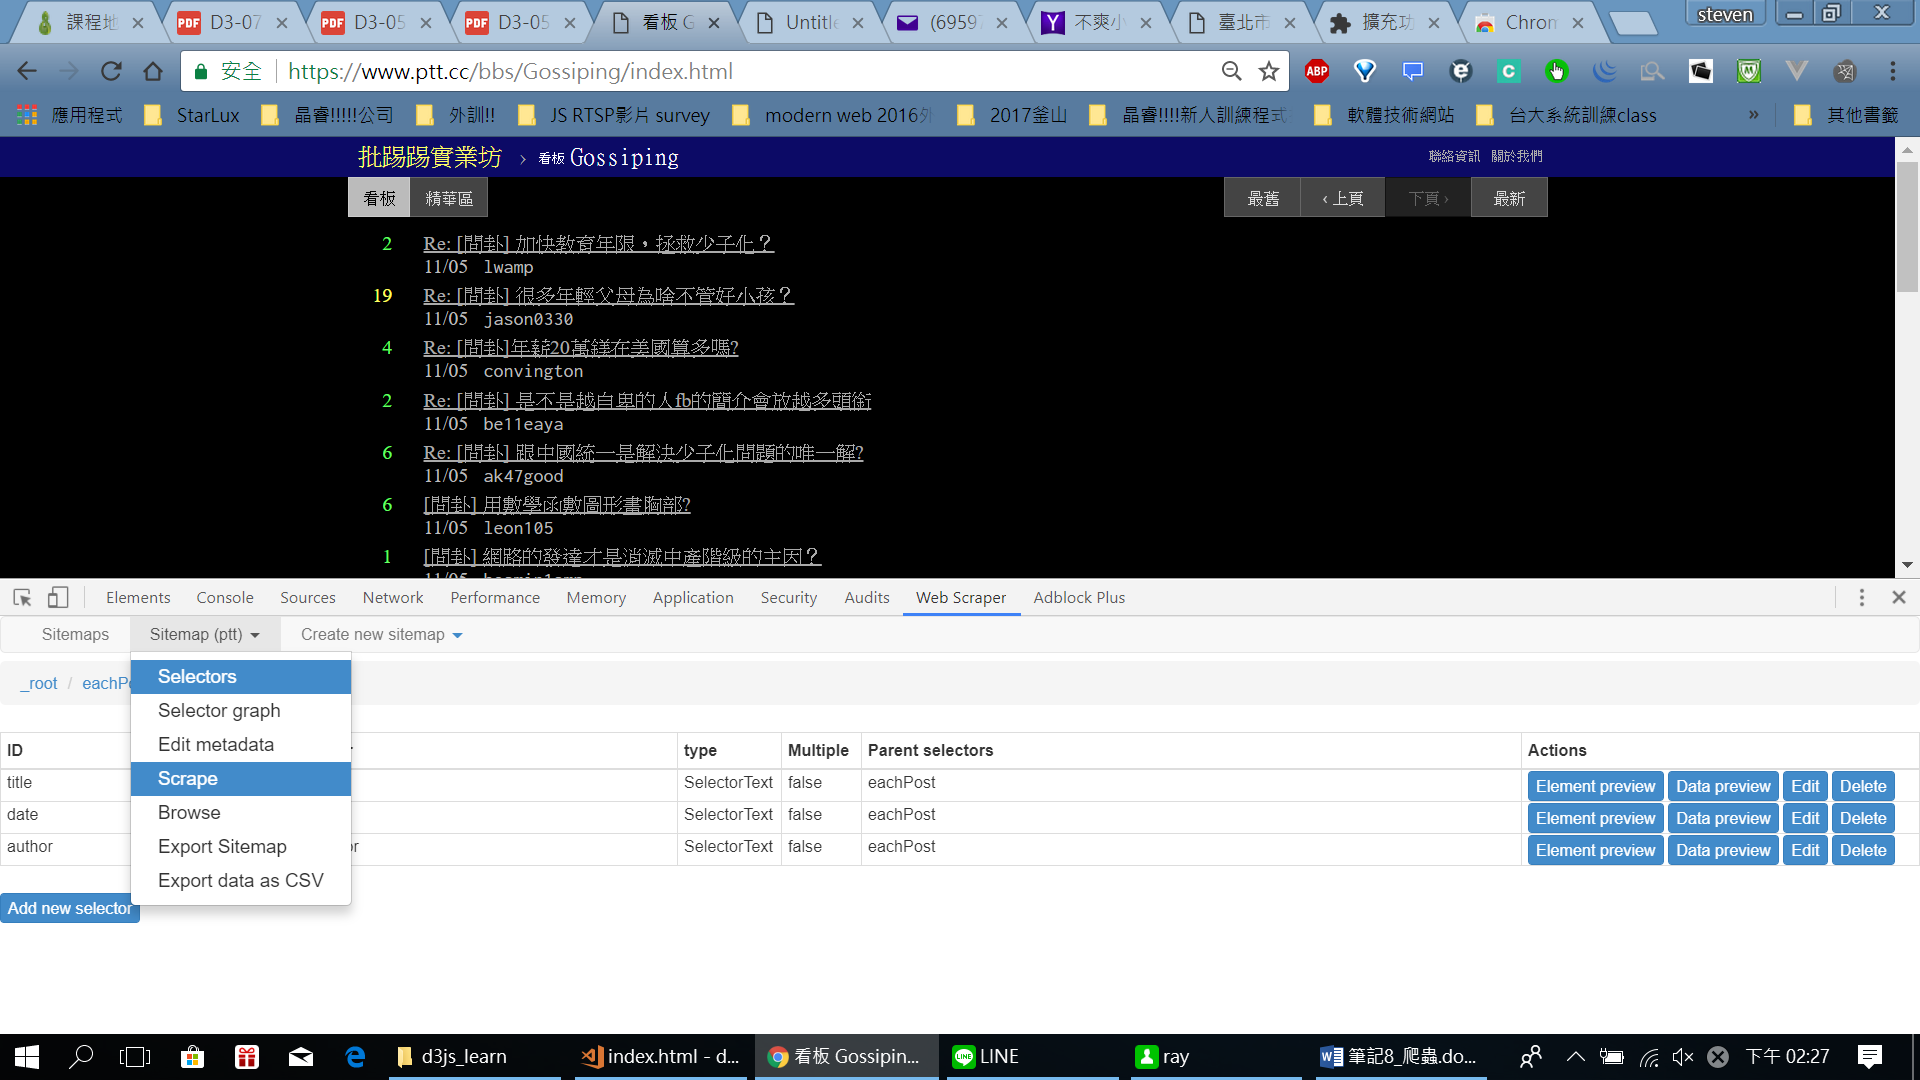 課程地 D3-07 D3-05 D3-05 看板 G Untitle (69597 不爽小 臺北市 擴充功 Chrom steven
安全 https://www.ptt.cc/bbs/Gossiping/index.html
應用程式 StarLux 晶睿!!!!!公司 外訓!! JS RTSP影片 survey modern web 2016外 2017釜山 晶睿!!!!新人訓練程式 軟體技術網站 台大系統訓練class » 其他書籤
批踢踢實業坊 › 看板 Gossiping 聯絡資訊 關於我們
看板 精華區 最舊 ‹ 上頁 下頁 › 最新
2 Re: [問卦] 加快教育年限，拯救少子化？
11/05 lwamp
19 Re: [問卦] 很多年輕父母為啥不管好小孩？
11/05 jason0330
4 Re: [問卦]年薪20萬鎂在美國算多嗎?
11/05 convington
2 Re: [問卦] 是不是越自卑的人fb的簡介會放越多頭銜
11/05 be11eaya
6 Re: [問卦] 跟中國統一是解決少子化問題的唯一解?
11/05 ak47good
6 [問卦] 用數學函數圖形畫胸部?
11/05 leon105
1 [問卦] 網路的發達才是消滅中產階級的主因？
Elements Console Sources Network Performance Memory Application Security Audits Web Scraper Adblock Plus
Sitemaps Sitemap (ptt) Create new sitemap
_root / eachPo
Selectors
Selector graph
Edit metadata
Scrape
Browse
Export Sitemap
Export data as CSV
ID type Multiple Parent selectors Actions
title SelectorText false eachPost Element preview Data preview Edit Delete
date SelectorText false eachPost Element preview Data preview Edit Delete
author or SelectorText false eachPost Element preview Data preview Edit Delete
Add new selector
d3js_learn index.html - d... 看板 Gossipin... LINE ray 筆記8_爬蟲.do... 下午 02:27